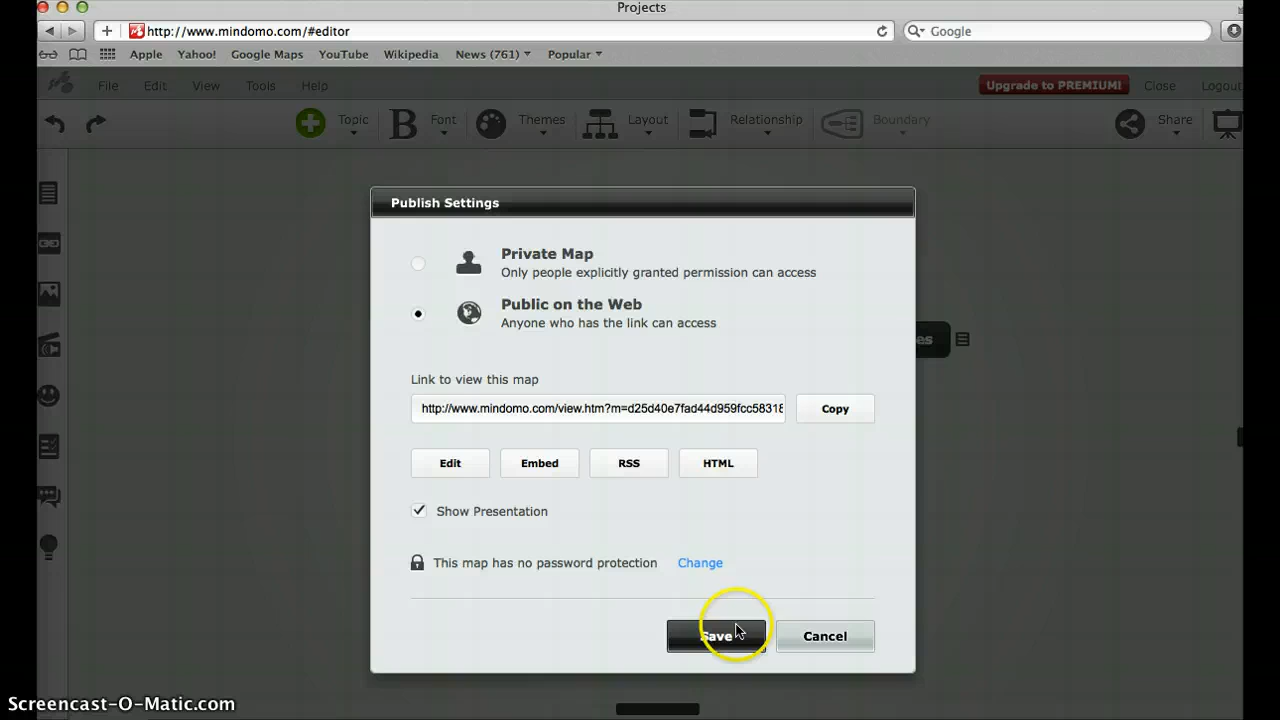 Projects
http://www.mindomo.com/#editor
Google
Apple Yahoo! Google Maps YouTube Wikipedia News (761) Popular
File Edit View Tools Help Upgrade to PREMIUM! Close Logout
Topic B Font Themes Layout Relationship Boundary Share
Publish Settings
Private Map
Only people explicitly granted permission can access
Public on the Web
Anyone who has the link can access
es
Link to view this map
http://www.mindomo.com/view.htm?m=d25d40e7fad44d959fcc58318
Copy
Edit Embed RSS HTML
Show Presentation
This map has no password protection Change
Save Cancel
Screencast-O-Matic.com